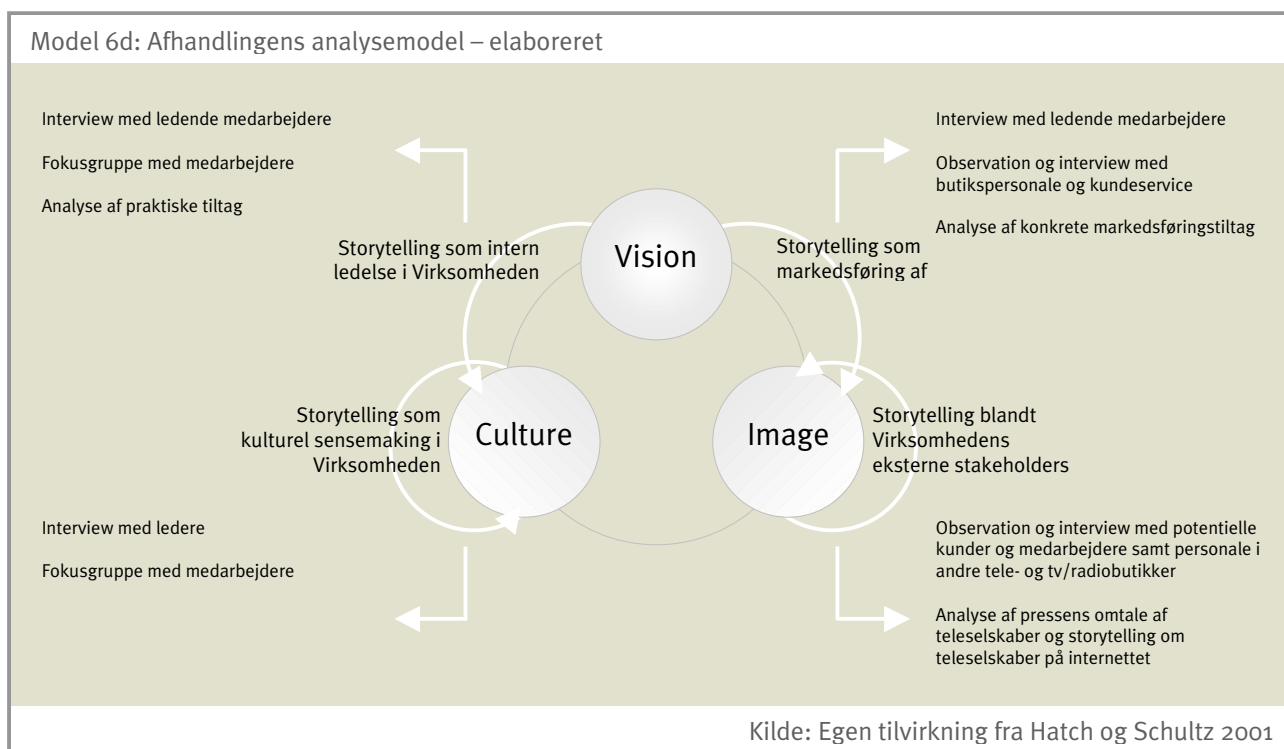 Model 6d: Afhandlingens analysemodel – elaboreret
Interview med ledende medarbejdere
Fokusgruppe med medarbejdere
Analyse af praktiske tiltag
Interview med ledende medarbejdere
Observation og interview med
butikspersonale og kundeservice
Analyse af konkrete markedsføringstiltag
Storytelling som intern
ledelse i Virksomheden
Vision
Storytelling som
markedsføring af
Storytelling som
kulturel sensemaking i
Virksomheden
Culture
Image
Storytelling blandt
Virksomhedens
eksterne stakeholders
Interview med ledere
Fokusgruppe med medarbejdere
Observation og interview med potentielle
kunder og medarbejdere samt personale i
andre tele- og tv/radiobutikker
Analyse af pressens omtale af
teleselskaber og storytelling om
teleselskaber på internettet
Kilde: Egen tilvirkning fra Hatch og Schultz 2001